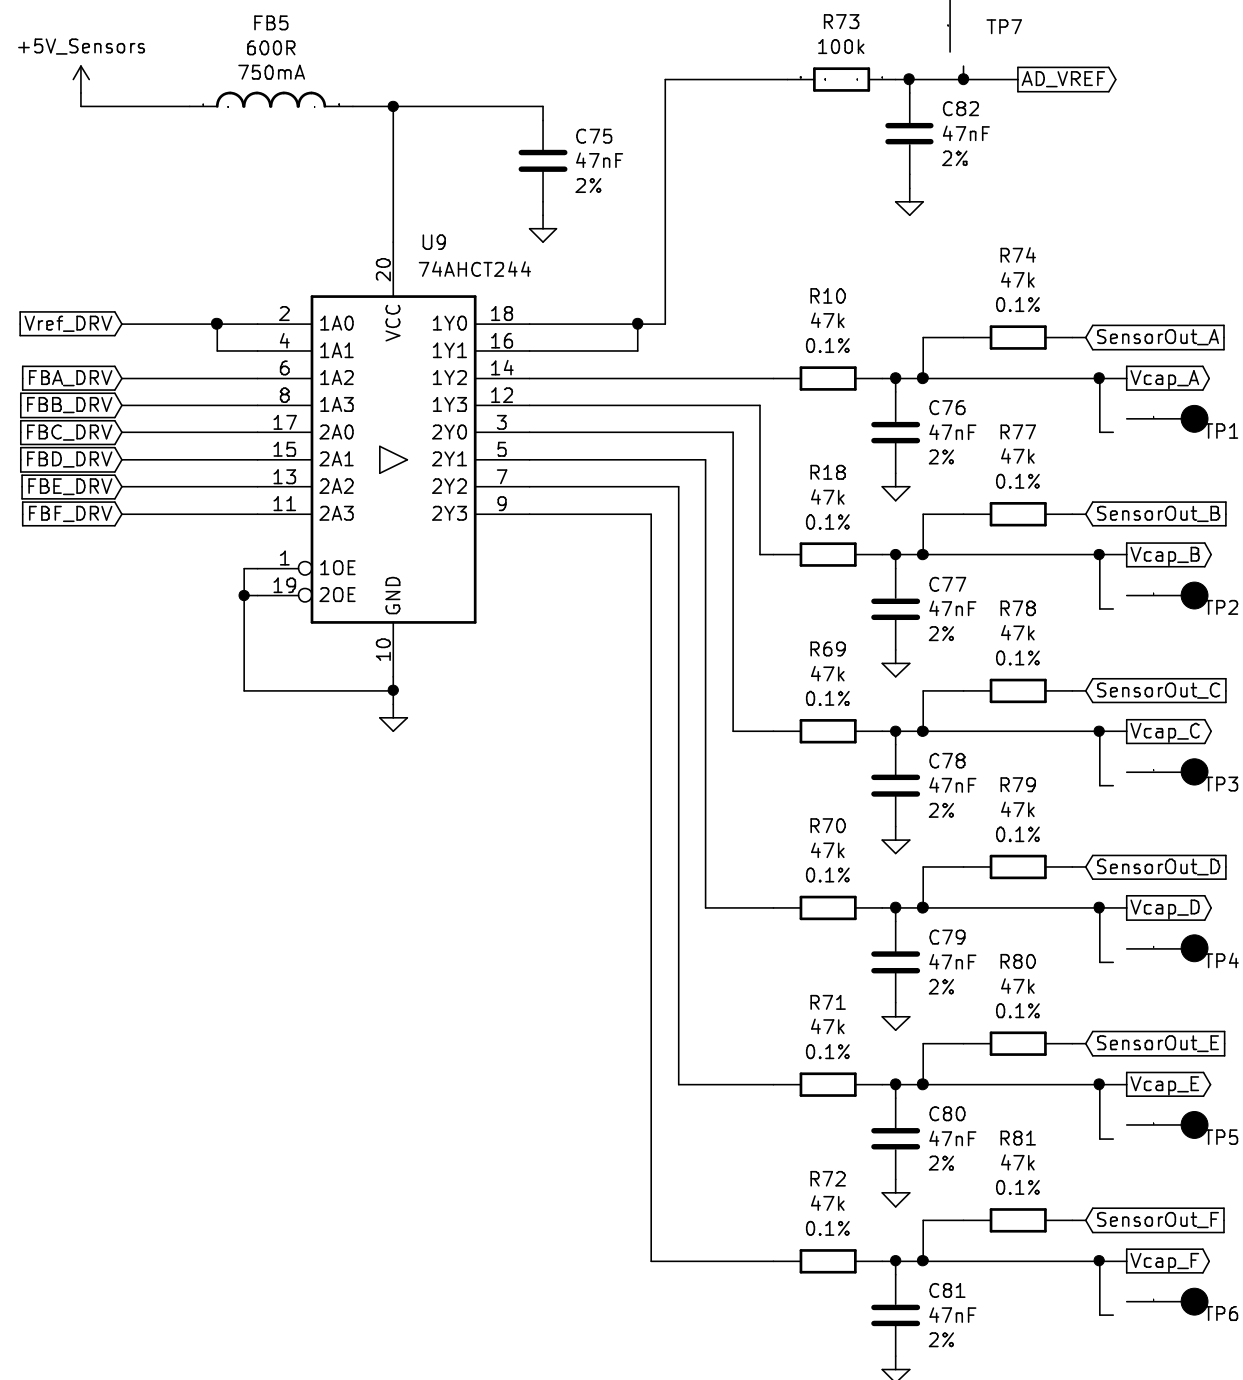 FB5
600R
750mA
+5V_Sensors
R73
100k
TP7
AD_VREF
C82
47nF
2%
C75
47nF
2%
U9
74AHCT244
20
VCC
Vref_DRV
2
1A0
1Y0
18
4
1A1
1Y1
16
FBA_DRV
6
1A2
1Y2
14
FBB_DRV
8
1A3
1Y3
12
FBC_DRV
17
2A0
2Y0
3
FBD_DRV
15
2A1
2Y1
5
FBE_DRV
13
2A2
2Y2
7
FBF_DRV
11
2A3
2Y3
9
1
1OE
19
2OE
GND
10
R10
47k
0.1%
R74
47k
0.1%
SensorOut_A
Vcap_A
C76
47nF
2%
TP1
R18
47k
0.1%
R77
47k
0.1%
SensorOut_B
Vcap_B
C77
47nF
2%
TP2
R69
47k
0.1%
R78
47k
0.1%
SensorOut_C
Vcap_C
C78
47nF
2%
TP3
R70
47k
0.1%
R79
47k
0.1%
SensorOut_D
Vcap_D
C79
47nF
2%
TP4
R71
47k
0.1%
R80
47k
0.1%
SensorOut_E
Vcap_E
C80
47nF
2%
TP5
R72
47k
0.1%
R81
47k
0.1%
SensorOut_F
Vcap_F
C81
47nF
2%
TP6